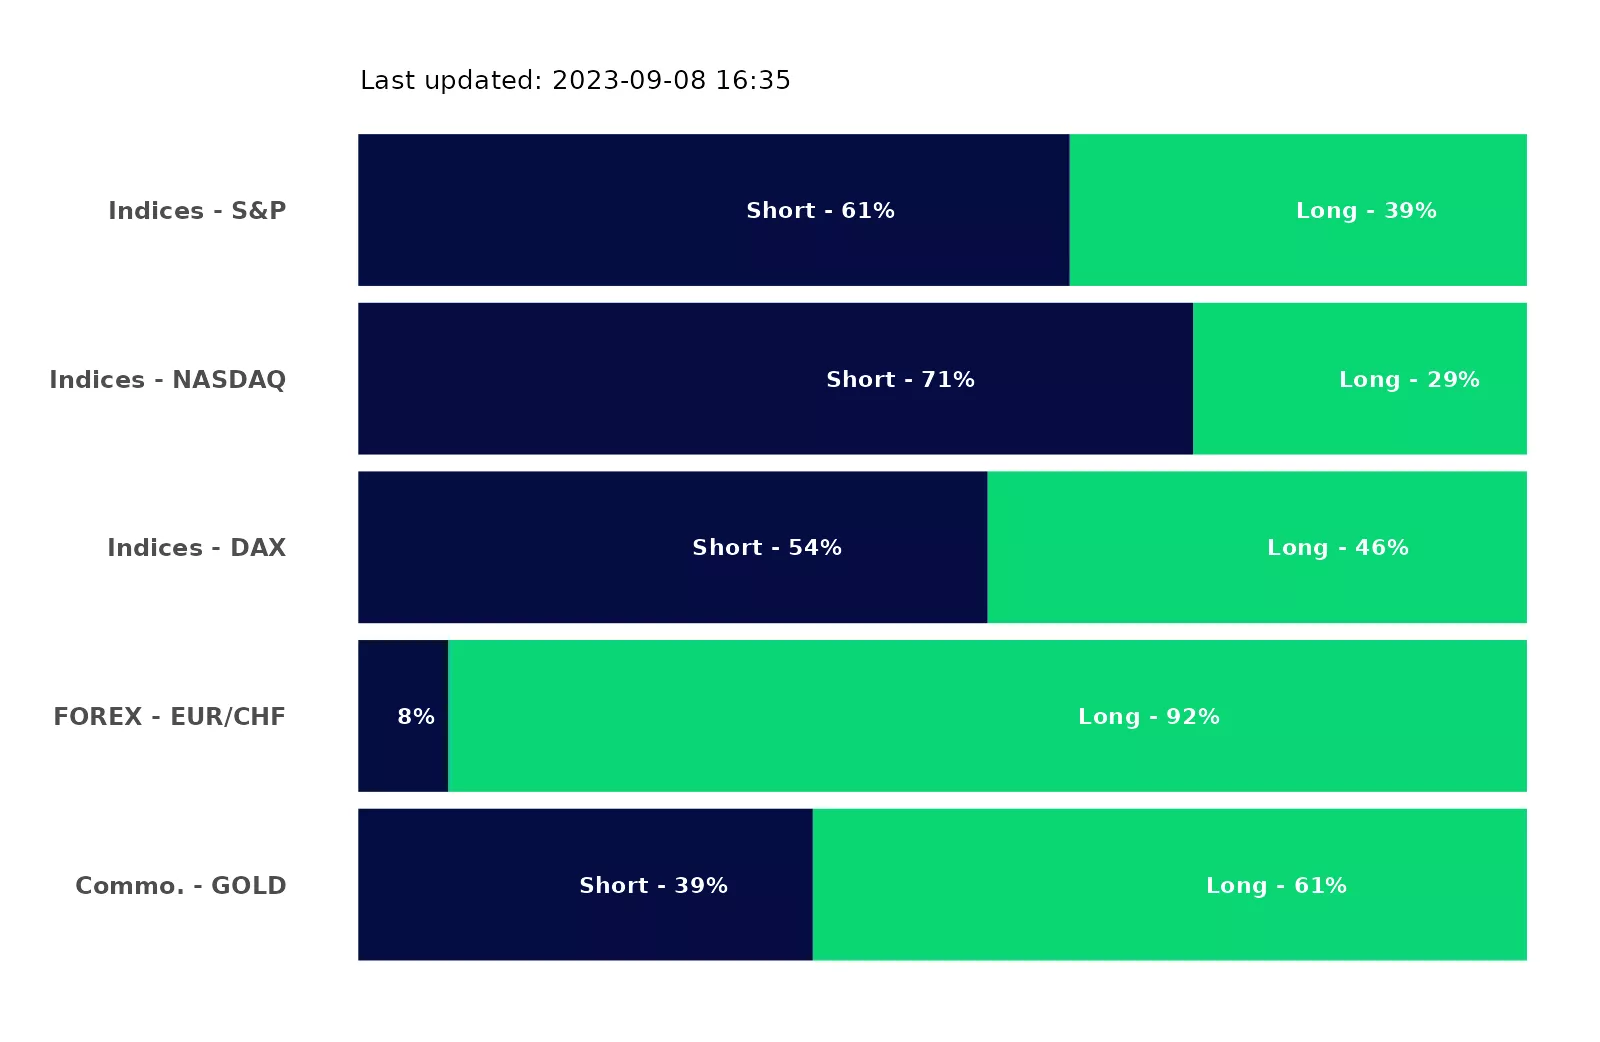 Last updated: 2023-09-08 16:35
Indices - S&P Short - 61% Long - 39%
Indices - NASDAQ Short - 71% Long - 29%
Indices - DAX Short - 54% Long - 46%
FOREX - EUR/CHF 8% Long - 92%
Commo. - GOLD Short - 39% Long - 61%